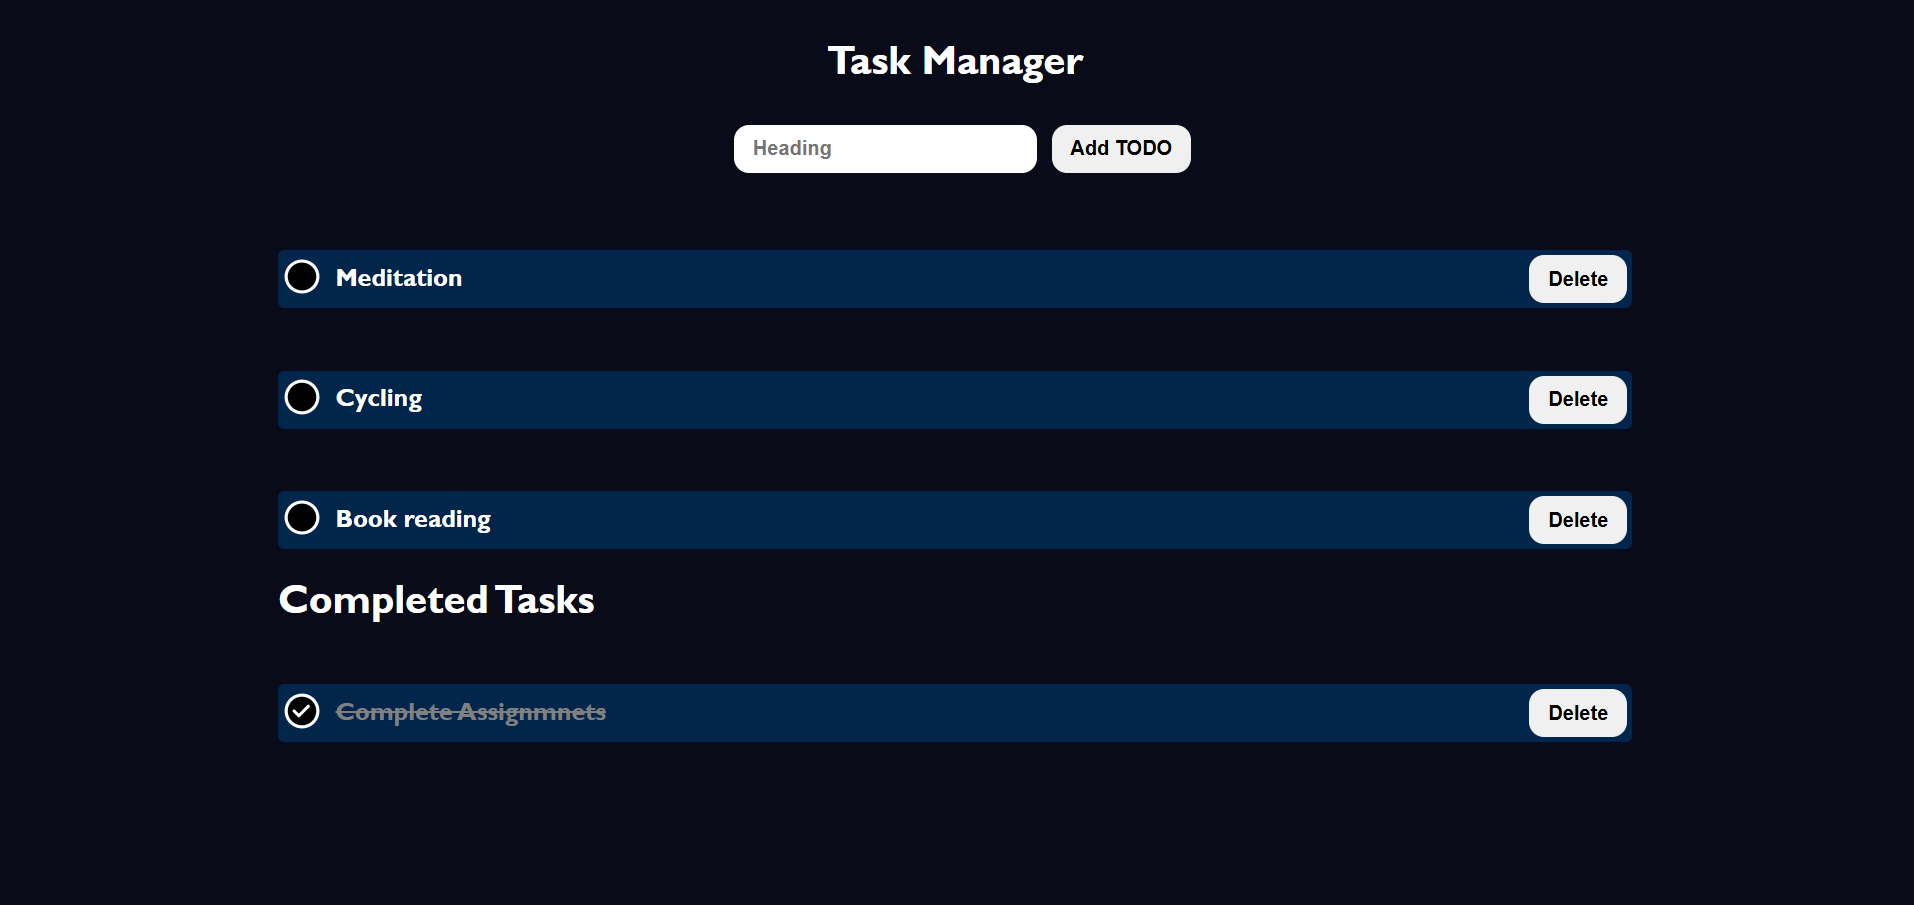 Task Manager
Heading
Add TODO
Meditation
Delete
Cycling
Delete
Book reading
Delete
Completed Tasks
Complete Assignmnets
Delete